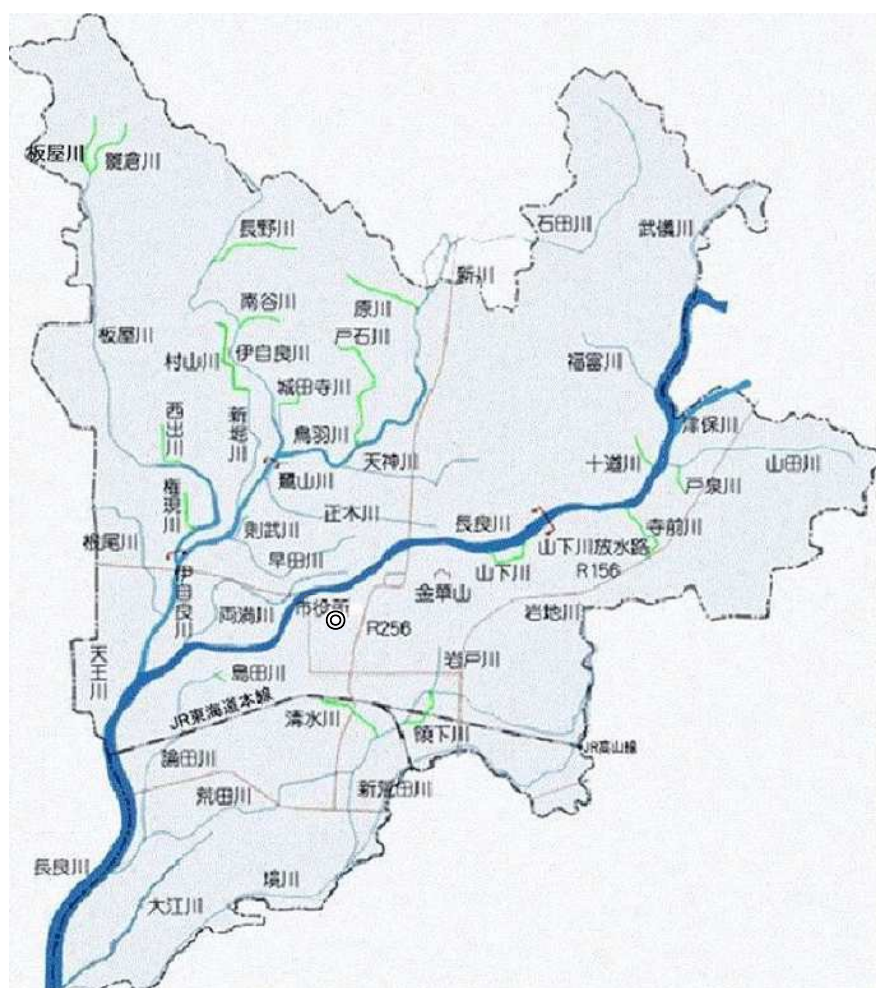 板屋川
雛倉川
石田川
武儀川
長野川
新川
南谷川
原川
戸石川
板屋川
伊自良川
村山川
福富川
城田寺川
西出川
新堀川
鳥羽川
津保川
天神川
十道川
山田川
鷺山川
戸泉川
権現川
正木川
長良川
寺前川
則武川
根尾川
山下川放水路
早田川
山下川
R156
伊自良川
金華山
両満川
市役所
岩地川
R256
天王川
岩戸川
島田川
JR東海道本線
清水川
領下川
JR高山線
論田川
荒田川
新荒田川
長良川
境川
大江川